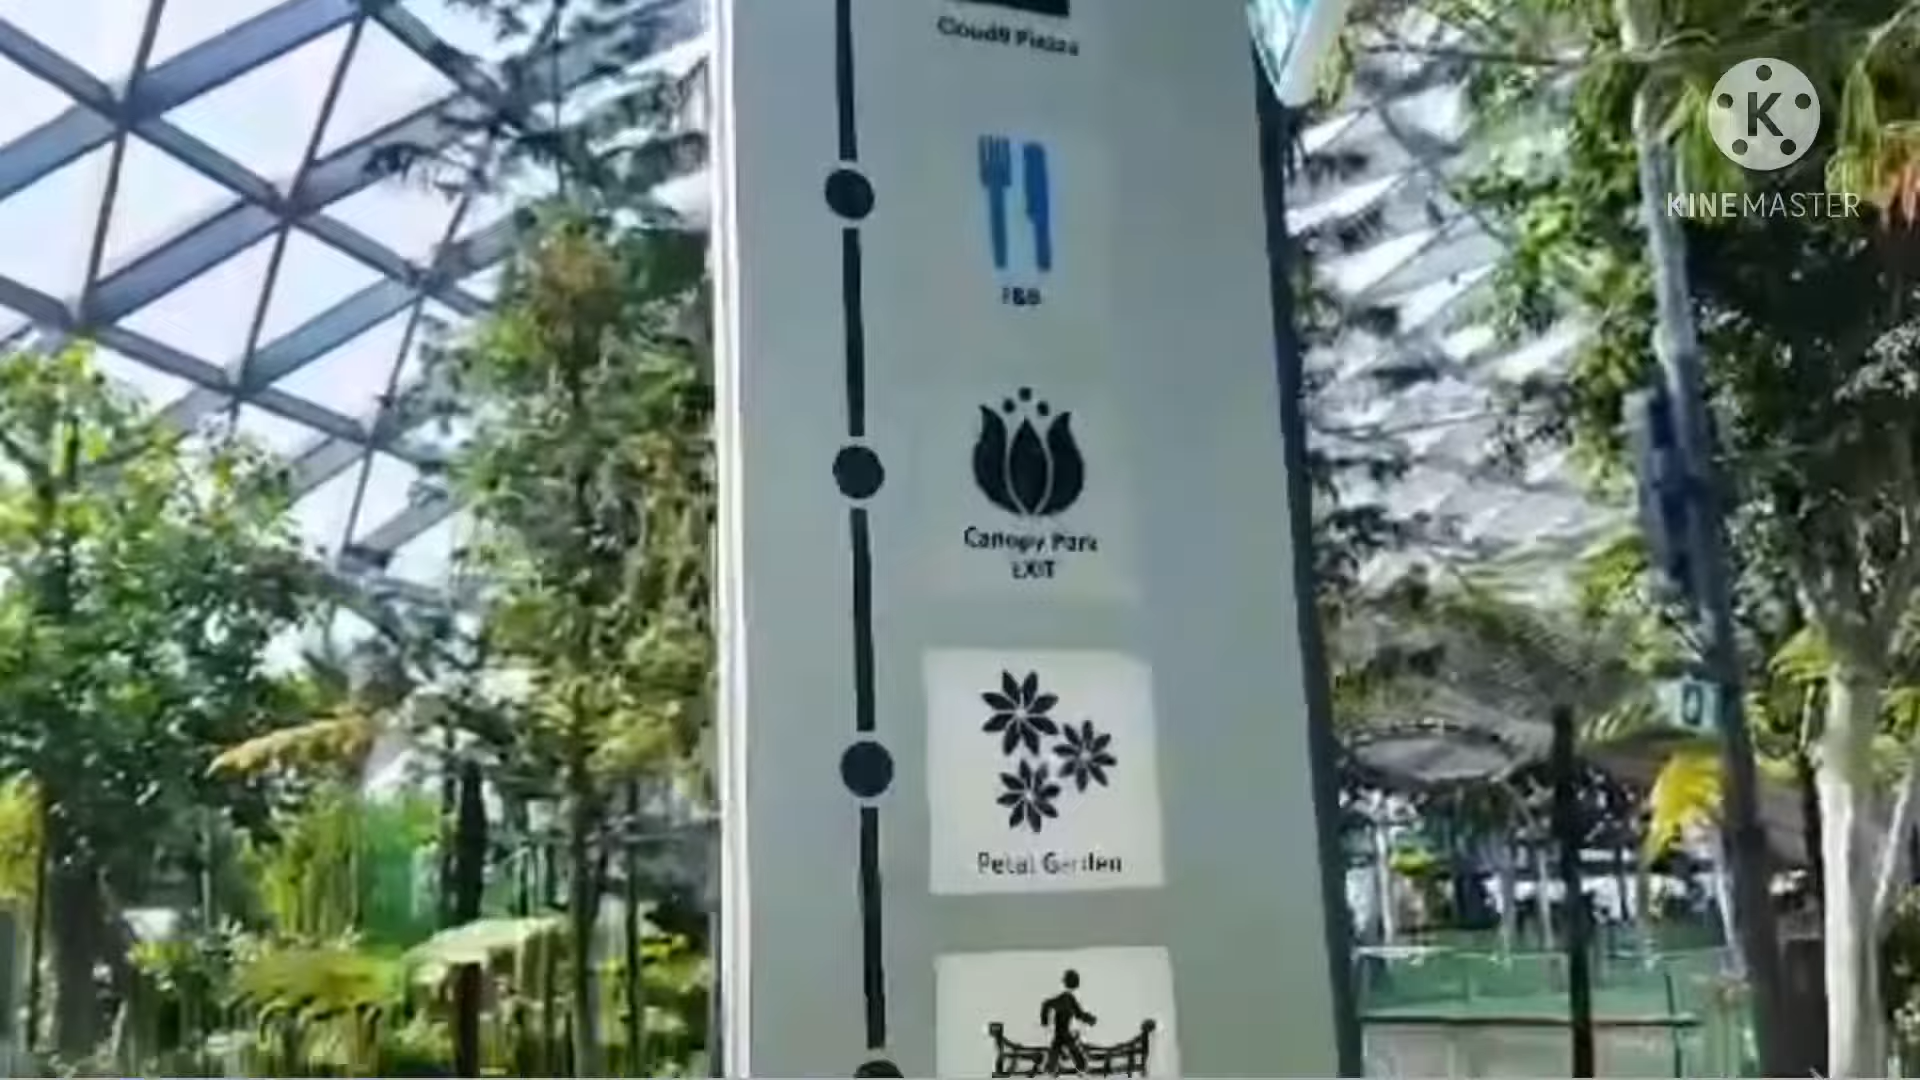 Cloud9 Piazza
F&B
Canopy Park
EXIT
Petal Garden
K
KINEMASTER